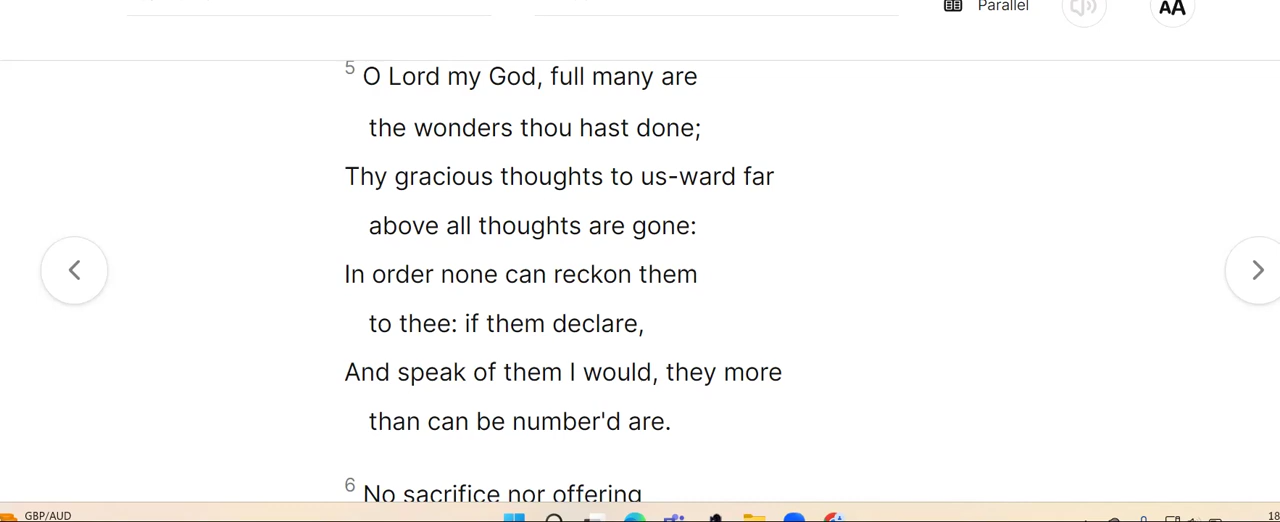 Parallel
AA
5 O Lord my God, full many are
the wonders thou hast done;
Thy gracious thoughts to us-ward far
above all thoughts are gone:
In order none can reckon them
to thee: if them declare,
And speak of them I would, they more
than can be number'd are.
6 No sacrifice nor offering
GBP/AUD
18